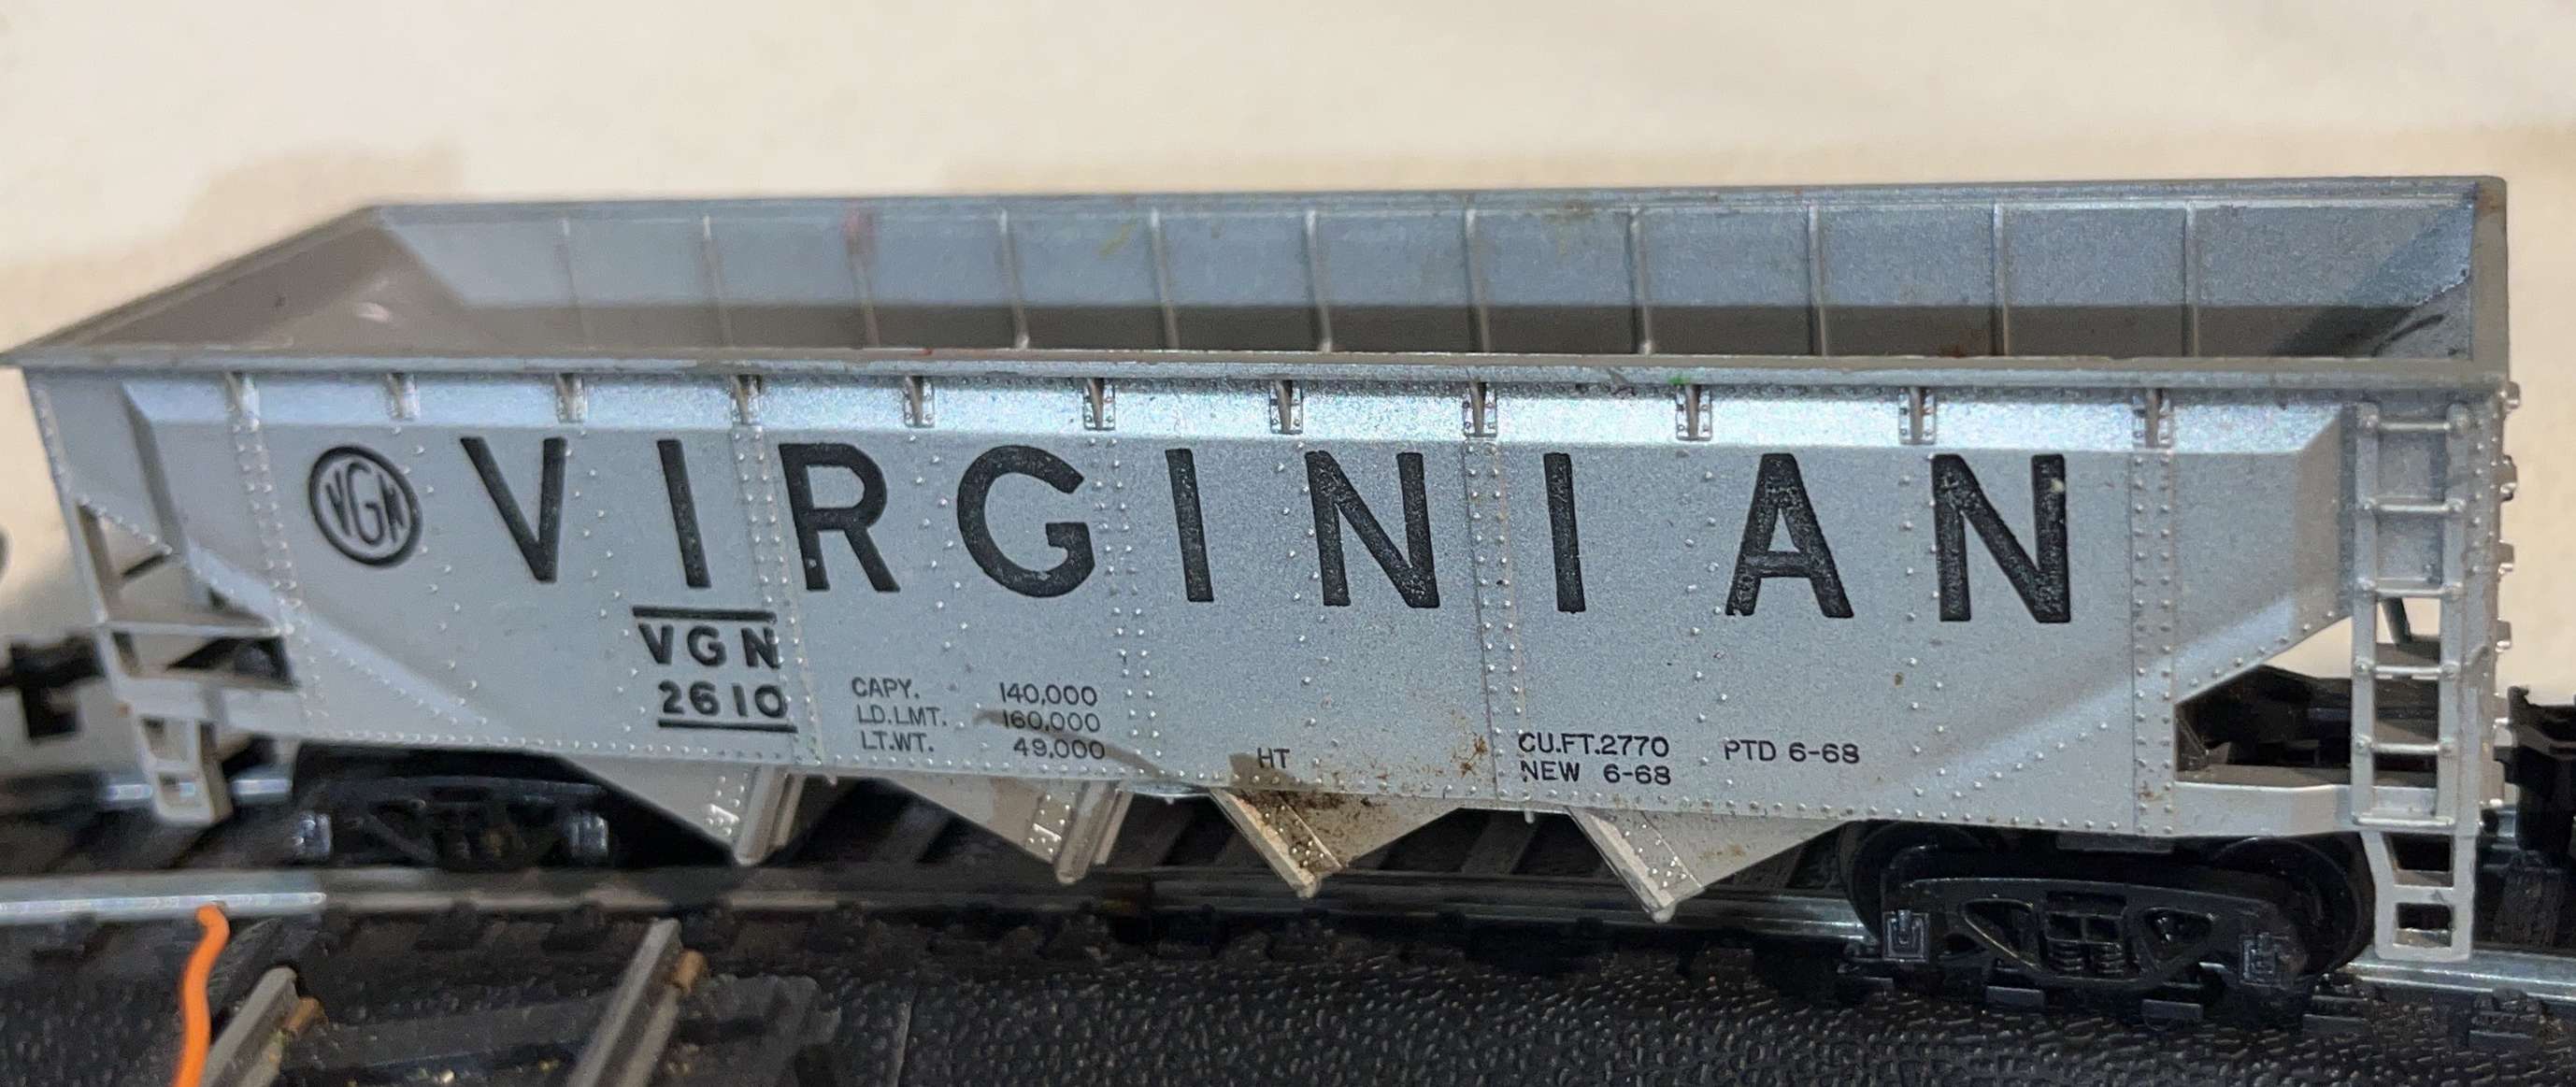 VGN VIRGINIAN
VGN
2610
CAPY. 140,000
LD.LMT. 160,000
LT.WT. 49,000
HT
CU.FT.2770 PTD 6-68
NEW 6-68